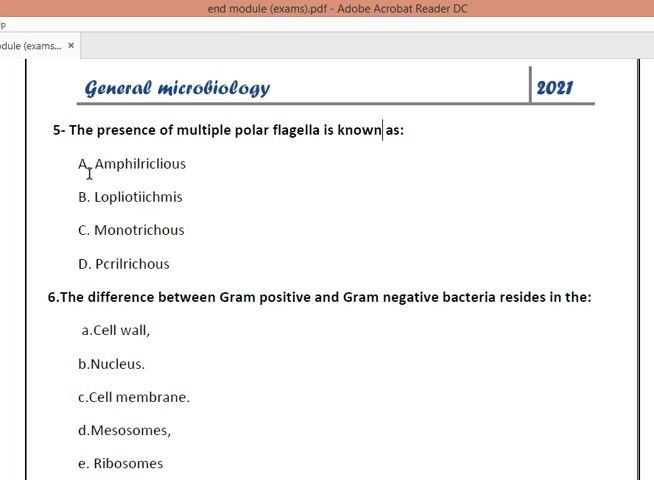 end module (exams).pdf - Adobe Acrobat Reader DC
lp
odule (exams... ×
General microbiology 2021
5- The presence of multiple polar flagella is known as:
A. Amphilriclious
B. Lopliotiichmis
C. Monotrichous
D. Pcrilrichous
6.The difference between Gram positive and Gram negative bacteria resides in the:
a.Cell wall,
b.Nucleus.
c.Cell membrane.
d.Mesosomes,
e. Ribosomes